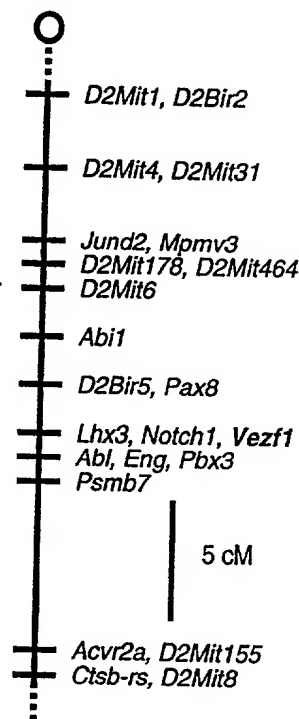 D2Mit1, D2Bir2
D2Mit4, D2Mit31
Jund2, Mpmv3
D2Mit178, D2Mit464
D2Mit6
Abi1
D2Bir5, Pax8
Lhx3, Notch1, Vezf1
Abl, Eng, Pbx3
Psmb7
5 cM
Acvr2a, D2Mit155
Ctsb-rs, D2Mit8